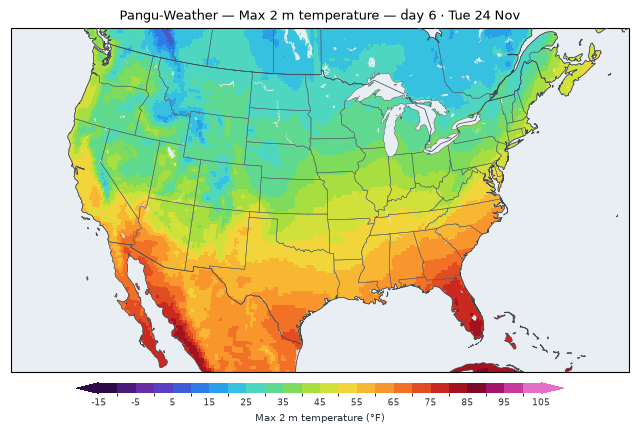 Pangu-Weather — Max 2 m temperature — day 6 · Tue 24 Nov
-15 -5 5 15 25 35 45 55 65 75 85 95 105
Max 2 m temperature (°F)